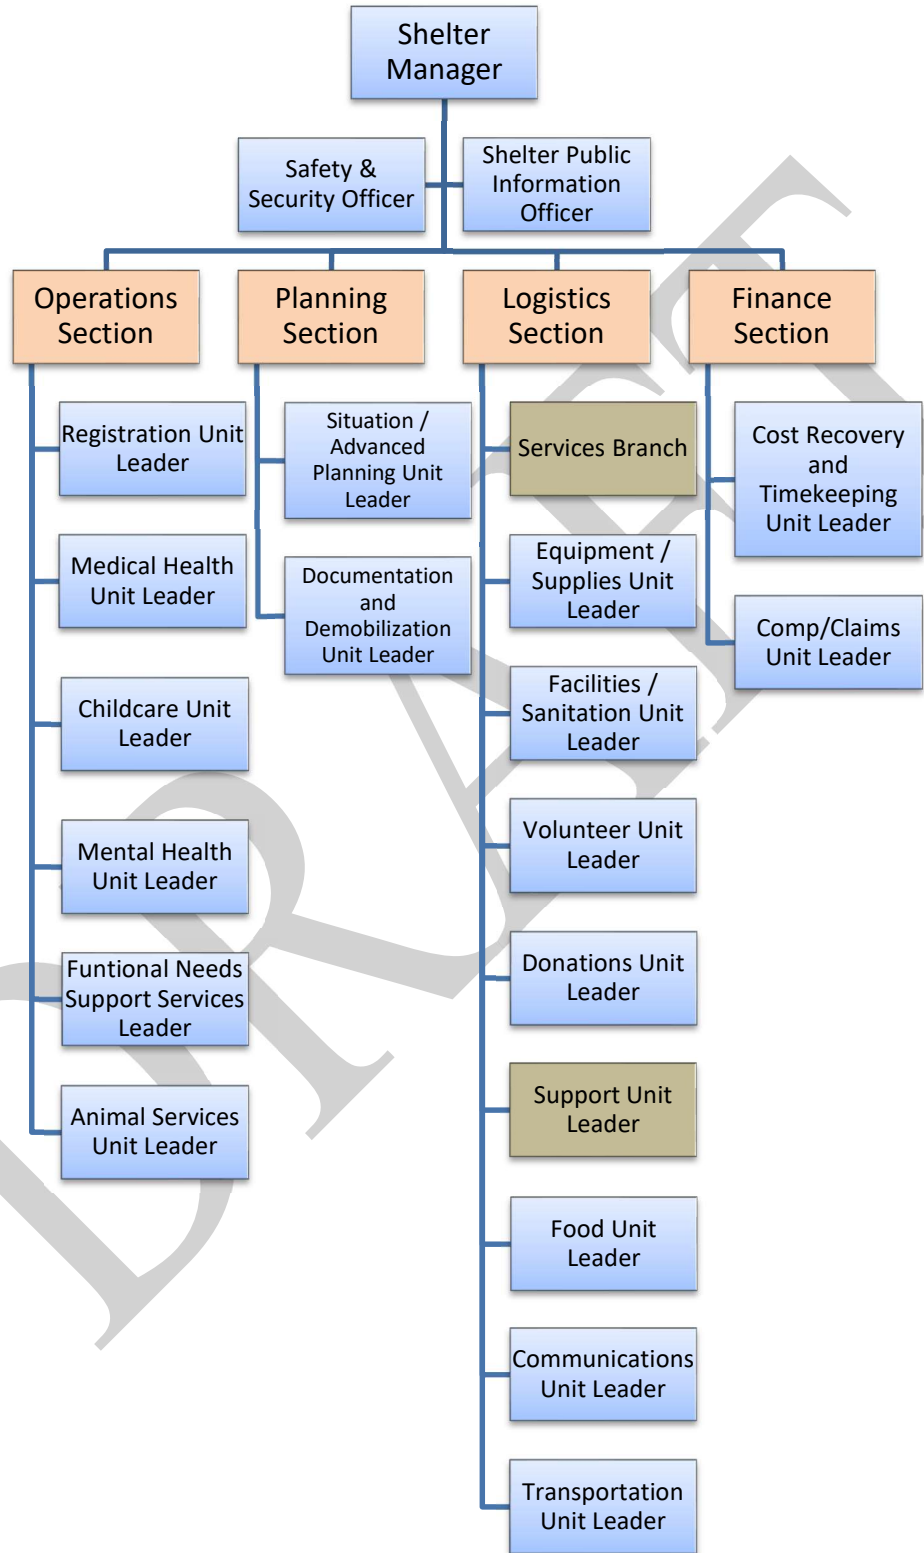 Shelter
Manager
Safety &
Security Officer
Shelter Public
Information
Officer
Operations
Section
Planning
Section
Logistics
Section
Finance
Section
Registration Unit
Leader
Medical Health
Unit Leader
Childcare Unit
Leader
Mental Health
Unit Leader
Funtional Needs
Support Services
Leader
Animal Services
Unit Leader
Situation /
Advanced
Planning Unit
Leader
Documentation
and
Demobilization
Unit Leader
Services Branch
Equipment /
Supplies Unit
Leader
Facilities /
Sanitation Unit
Leader
Volunteer Unit
Leader
Donations Unit
Leader
Support Unit
Leader
Food Unit
Leader
Communications
Unit Leader
Transportation
Unit Leader
Cost Recovery
and
Timekeeping
Unit Leader
Comp/Claims
Unit Leader
DRAFT